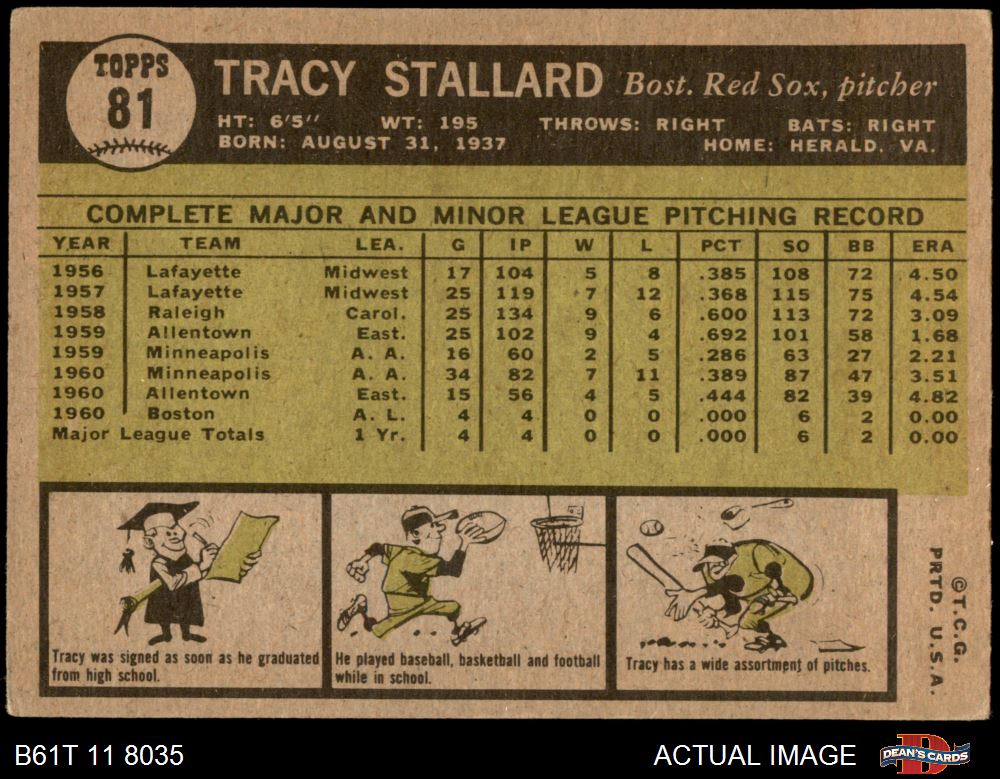 TOPPS
81
TRACY STALLARD Bost. Red Sox, pitcher
HT: 6'5" WT: 195 THROWS: RIGHT BATS: RIGHT
BORN: AUGUST 31, 1937 HOME: HERALD, VA.
COMPLETE MAJOR AND MINOR LEAGUE PITCHING RECORD
YEAR TEAM LEA. G IP W L PCT SO BB ERA
1956 Lafayette Midwest 17 104 5 8 .385 108 72 4.50
1957 Lafayette Midwest 25 119 7 12 .368 115 75 4.54
1958 Raleigh Carol. 25 134 9 6 .600 113 72 3.09
1959 Allentown East. 25 102 9 4 .692 101 58 1.68
1959 Minneapolis A. A. 16 60 2 5 .286 63 27 2.21
1960 Minneapolis A. A. 34 82 7 11 .389 87 47 3.51
1960 Allentown East. 15 56 4 5 .444 82 39 4.82
1960 Boston A. L. 4 4 0 0 .000 6 2 0.00
Major League Totals 1 Yr. 4 4 0 0 .000 6 2 0.00
Tracy was signed as soon as he graduated
from high school.
He played baseball, basketball and football
while in school.
Tracy has a wide assortment of pitches.
©T.C.G.
PRTD. U.S.A.
B61T 11 8035
ACTUAL IMAGE
D
DEAN'S CARDS